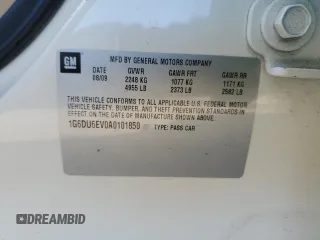 GM
MFD BY GENERAL MOTORS COMPANY
DATE GVWR GAWR FRT GAWR RR
08/09 2248 KG 1077 KG 1171 KG
4955 LB 2373 LB 2582 LB
THIS VEHICLE CONFORMS TO ALL APPLICABLE U.S. FEDERAL MOTOR
VEHICLE SAFETY, BUMPER, AND THEFT PREVENTION STANDARDS
IN EFFECT ON THE DATE OF MANUFACTURE SHOWN ABOVE.
1G6DU6EV0A0101850 TYPE: PASS CAR
DREAMBID